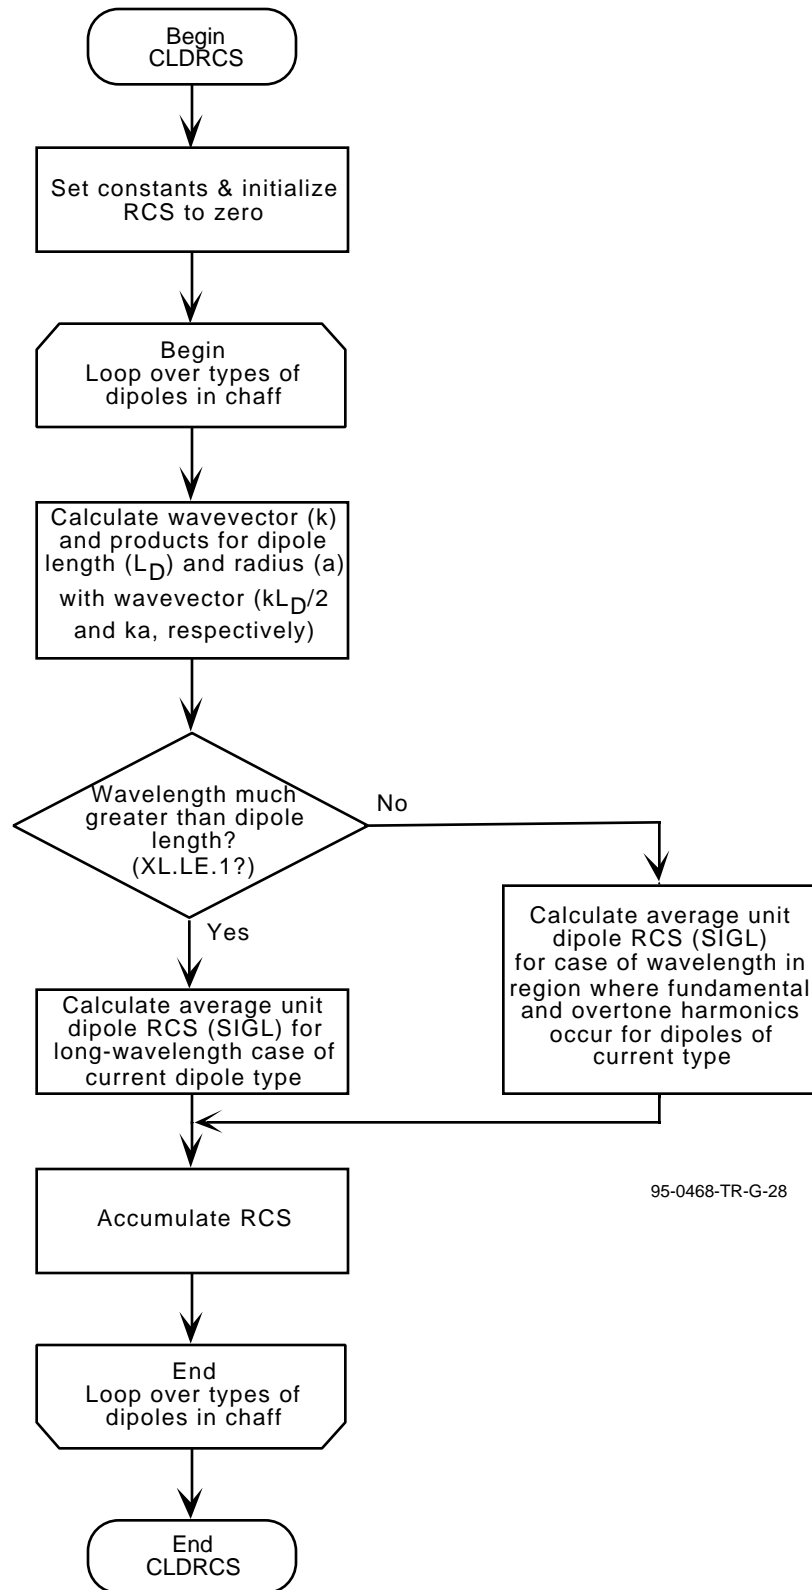 Begin
CLDRCS
Set constants & initialize
RCS to zero
Begin
Loop over types of
dipoles in chaff
Calculate wavevector (k)
and products for dipole
length (LD) and radius (a)
with wavevector (kLD/2
and ka, respectively)
Wavelength much
greater than dipole
length?
(XL.LE.1?)
No
Yes
Calculate average unit
dipole RCS (SIGL)
for case of wavelength in
region where fundamental
and overtone harmonics
occur for dipoles of
current type
Calculate average unit
dipole RCS (SIGL) for
long-wavelength case of
current dipole type
Accumulate RCS
95-0468-TR-G-28
End
Loop over types of
dipoles in chaff
End
CLDRCS